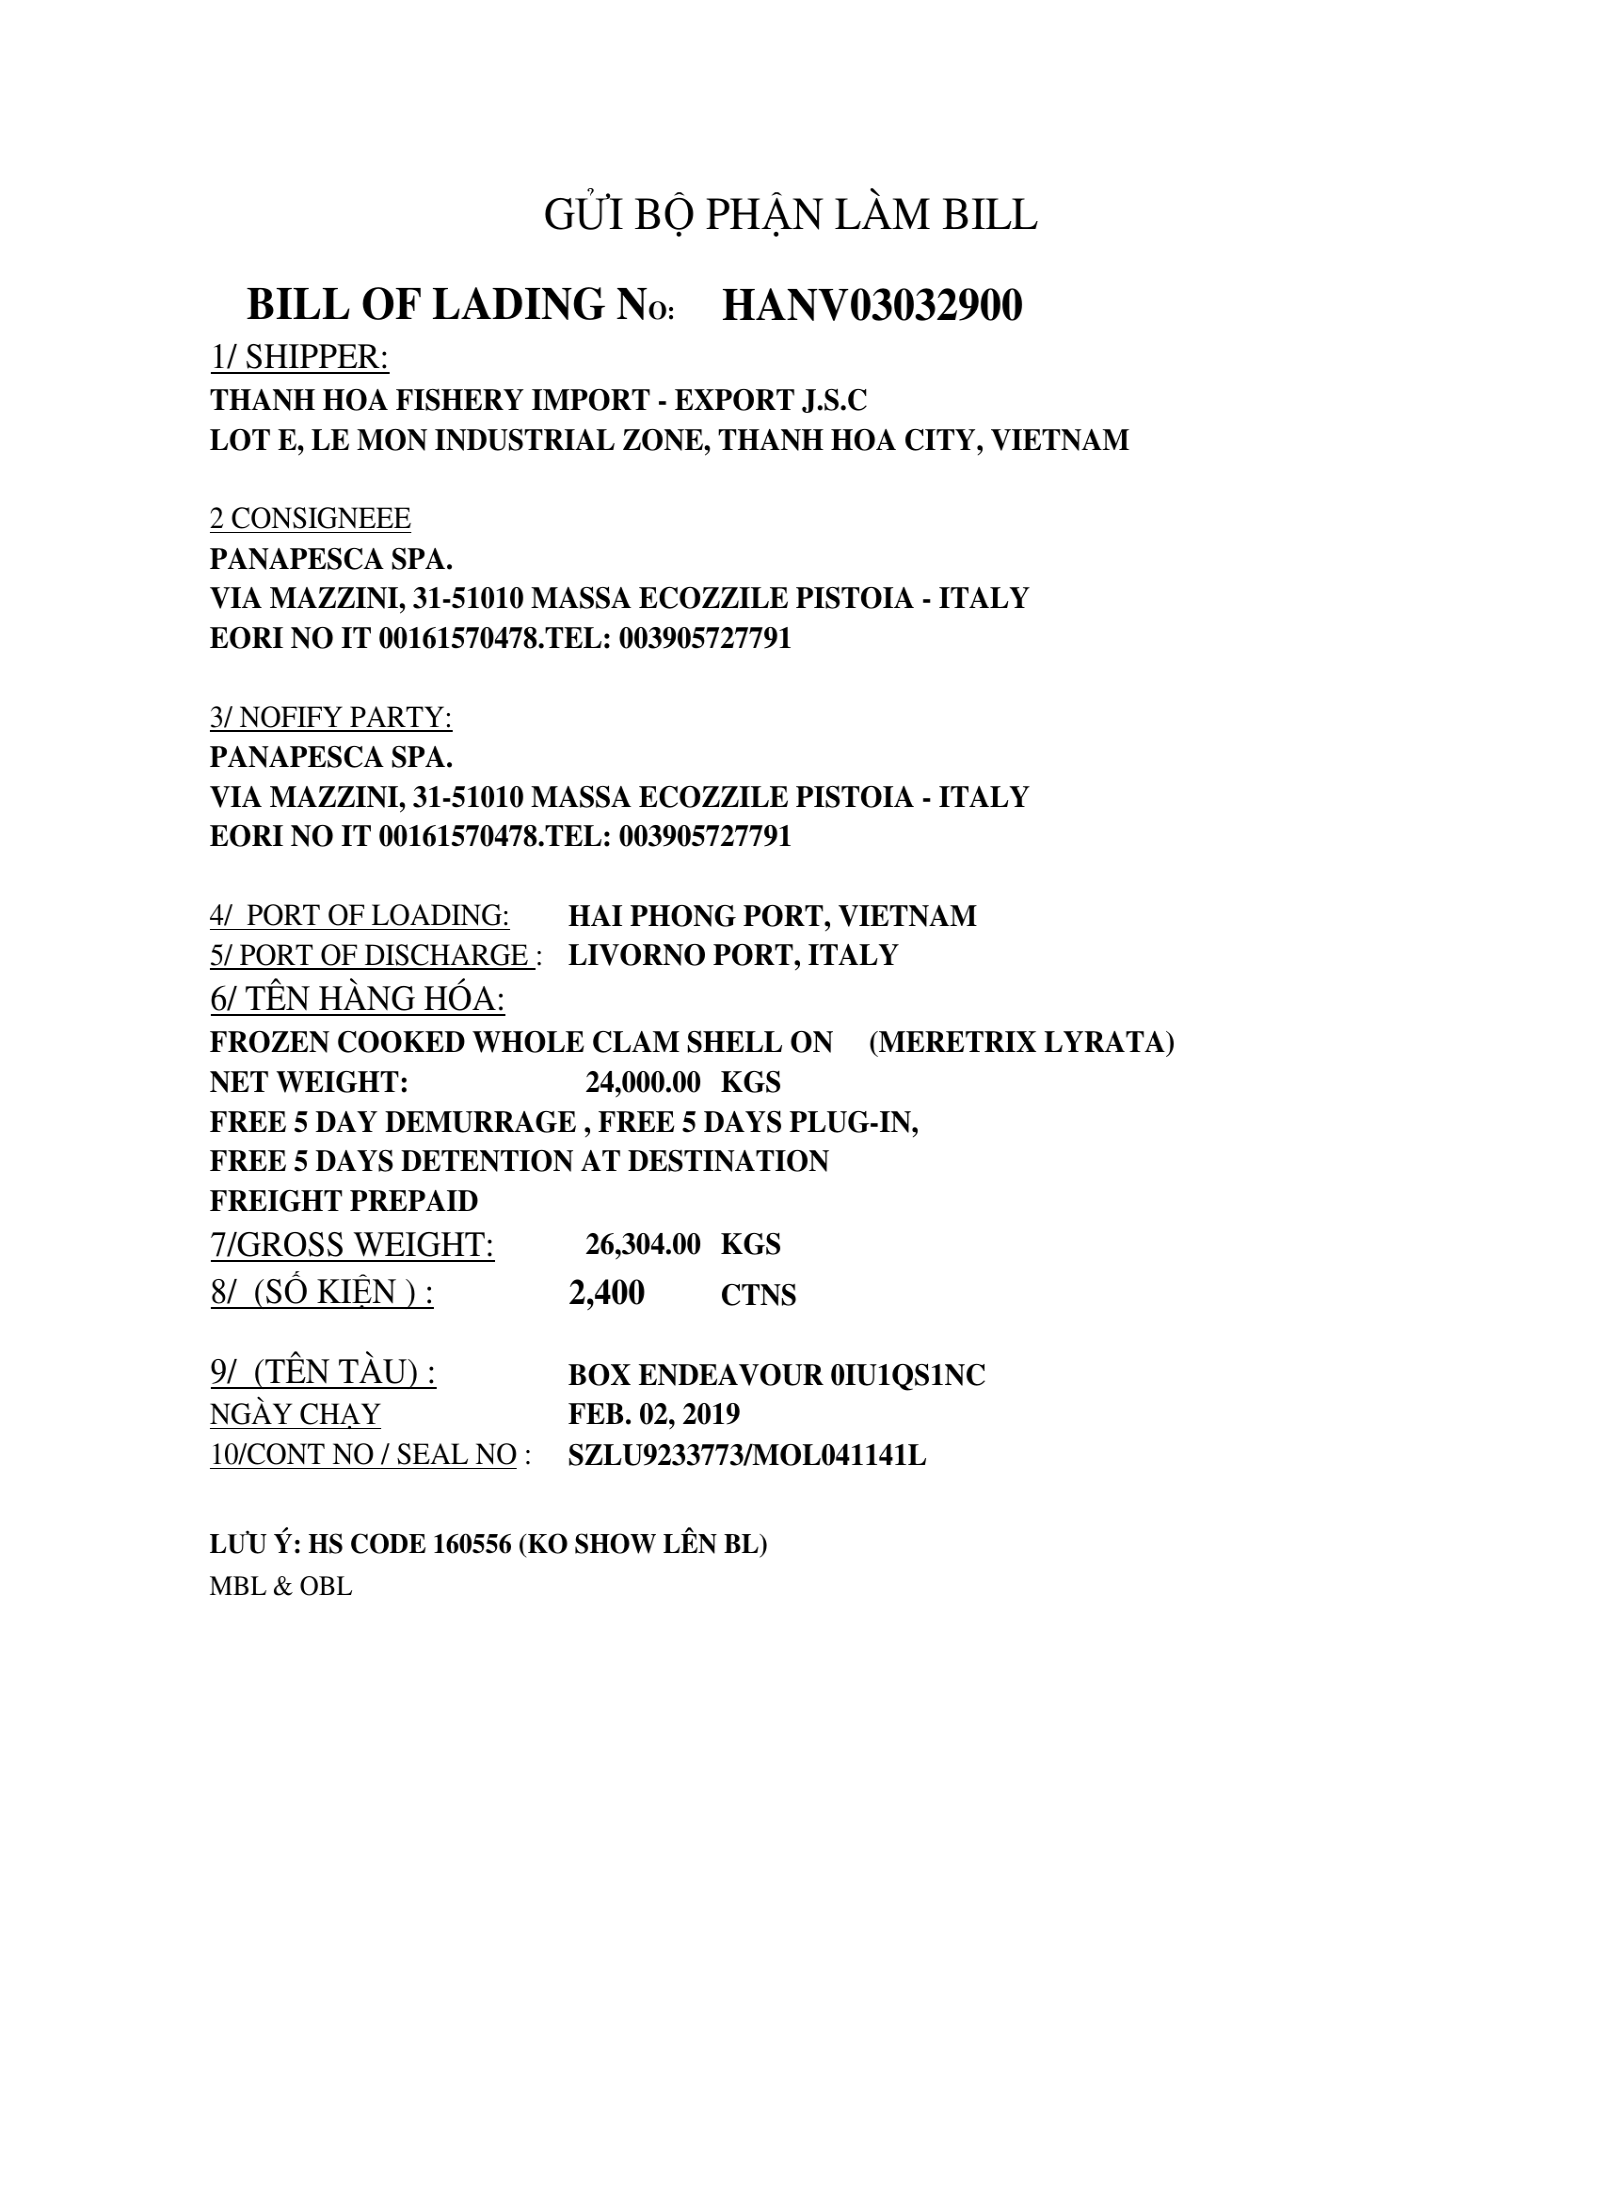 GỬI BỘ PHẬN LÀM BILL
BILL OF LADING NO: HANV03032900
1/ SHIPPER:
THANH HOA FISHERY IMPORT - EXPORT J.S.C
LOT E, LE MON INDUSTRIAL ZONE, THANH HOA CITY, VIETNAM
2 CONSIGNEEE
PANAPESCA SPA.
VIA MAZZINI, 31-51010 MASSA ECOZZILE PISTOIA - ITALY
EORI NO IT 00161570478.TEL: 003905727791
3/ NOFIFY PARTY:
PANAPESCA SPA.
VIA MAZZINI, 31-51010 MASSA ECOZZILE PISTOIA - ITALY
EORI NO IT 00161570478.TEL: 003905727791
4/ PORT OF LOADING: HAI PHONG PORT, VIETNAM
5/ PORT OF DISCHARGE : LIVORNO PORT, ITALY
6/ TÊN HÀNG HÓA:
FROZEN COOKED WHOLE CLAM SHELL ON (MERETRIX LYRATA)
NET WEIGHT: 24,000.00 KGS
FREE 5 DAY DEMURRAGE , FREE 5 DAYS PLUG-IN,
FREE 5 DAYS DETENTION AT DESTINATION
FREIGHT PREPAID
7/GROSS WEIGHT: 26,304.00 KGS
8/ (SỐ KIỆN ) : 2,400 CTNS
9/ (TÊN TÀU) : BOX ENDEAVOUR 0IU1QS1NC
NGÀY CHẠY FEB. 02, 2019
10/CONT NO / SEAL NO : SZLU9233773/MOL041141L
LƯU Ý: HS CODE 160556 (KO SHOW LÊN BL)
MBL & OBL